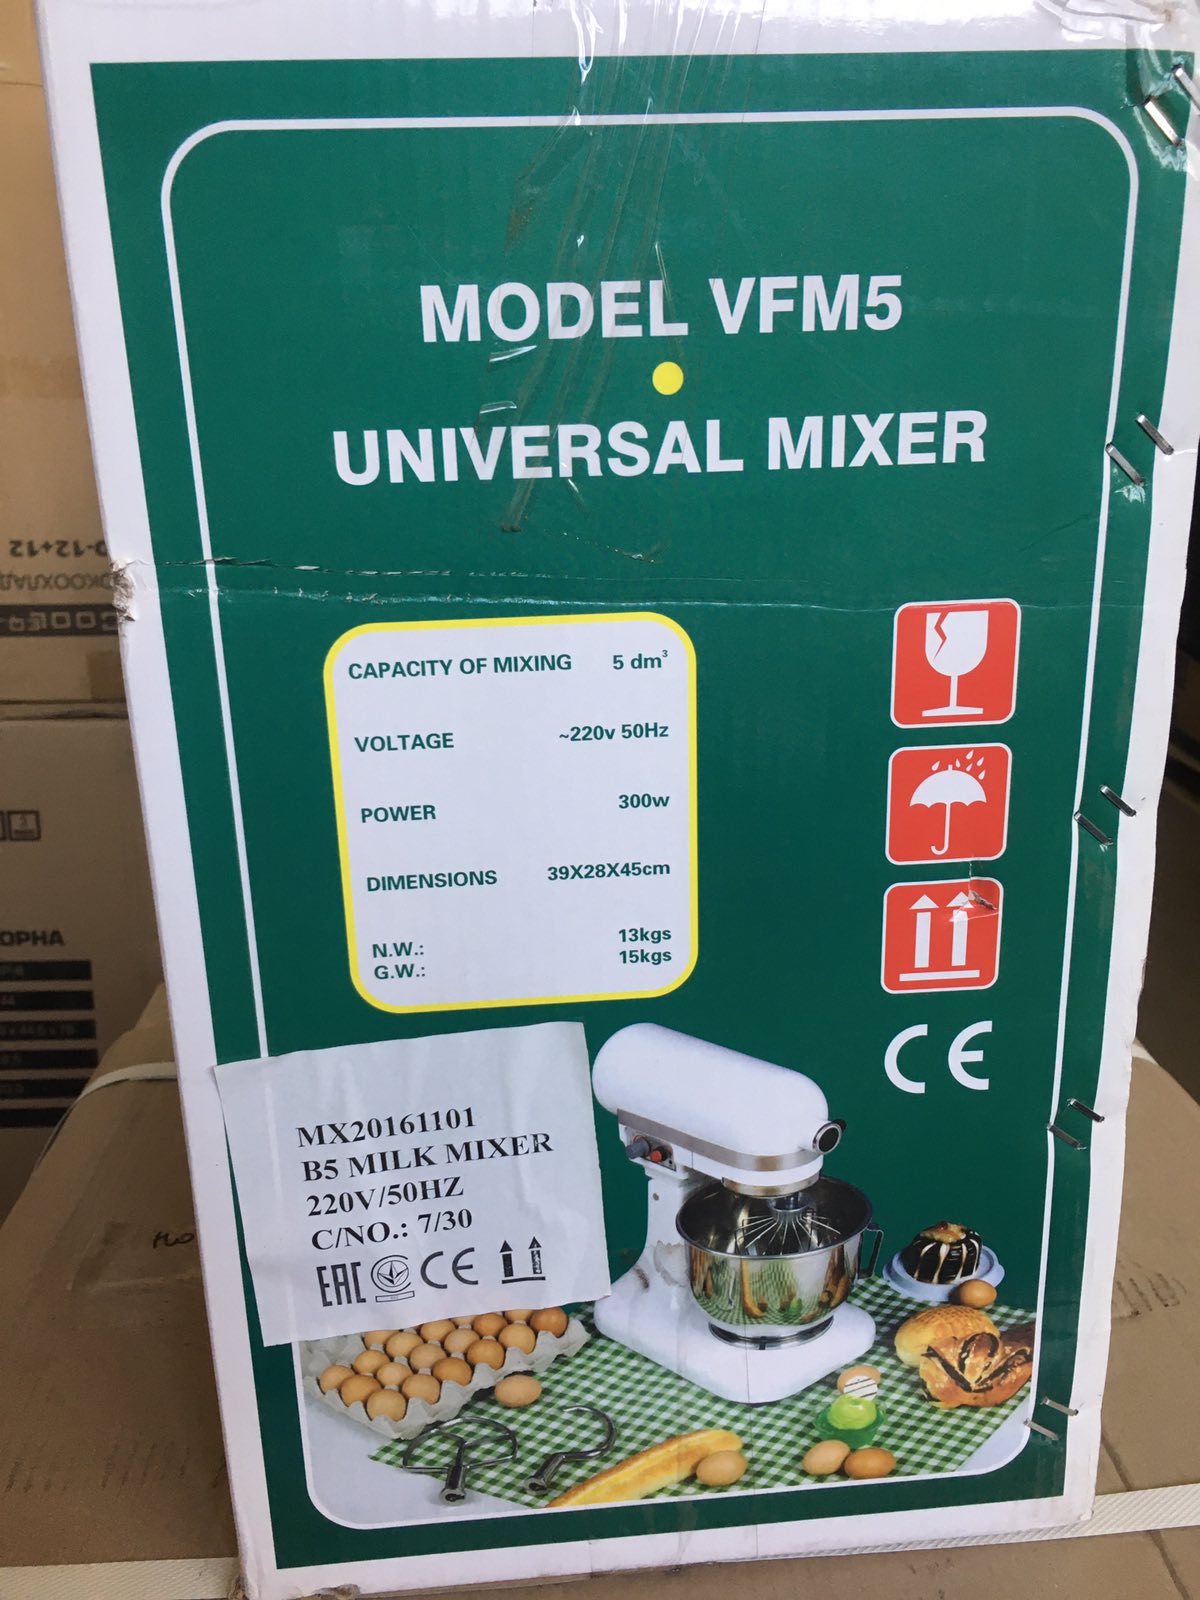 MODEL VFM5
UNIVERSAL MIXER
CAPACITY OF MIXING 5 dm³
VOLTAGE ~220v 50Hz
POWER 300w
DIMENSIONS 39X28X45cm
N.W.: 13kgs
G.W.: 15kgs
CE
MX20161101
B5 MILK MIXER
220V/50HZ
C/NO.: 7/30
EAC CE
ОРНА